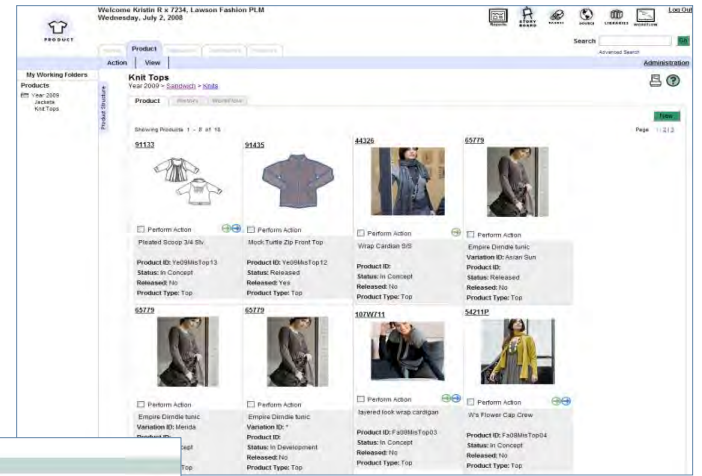 Welcome Kristin R x 7234, Lawson Fashion PLM
Wednesday, July 2, 2008
Log Out
PRODUCT
Reports
STORY BOARD
LIBRARIES
Search
Go
Advanced Search
Product
Action
View
Administration
My Working Folders
Products
Year 2009
Jackets
Knit Tops
Product Structure
Knit Tops
Year 2009 > Sandwich > Knits
Product
New
Showing Products 1 - 8 of 18
Page
91133
91435
44326
65779
Perform Action
Perform Action
Perform Action
Perform Action
Pleated Scoop 3/4 Slv
Mock Turtle Zip Front Top
Wrap Cardian S/S
Empire Dirndle tunic
Variation ID: Asian Sun
Product ID: Ye09MisTop13
Product ID: Ye09MisTop12
Product ID:
Product ID:
Status: In Concept
Status: Released
Status: In Concept
Status: Released
Released: No
Released: Yes
Released: No
Released: No
Product Type: Top
Product Type: Top
Product Type: Top
Product Type: Top
65779
65779
107W711
54211P
Perform Action
Perform Action
Perform Action
Perform Action
Empire Dirndle tunic
Empire Dirndle tunic
layered look wrap cardigan
W's Flower Cap Crew
Variation ID: Merida
Variation ID: *
Product ID:
Product ID: Fa09MisTop03
Product ID: Fa08MisTop04
Status: In Development
Status: In Concept
Status: In Concept
Released: No
Released: No
Released: No
Top
Product Type: Top
Product Type: Top
Product Type: Top